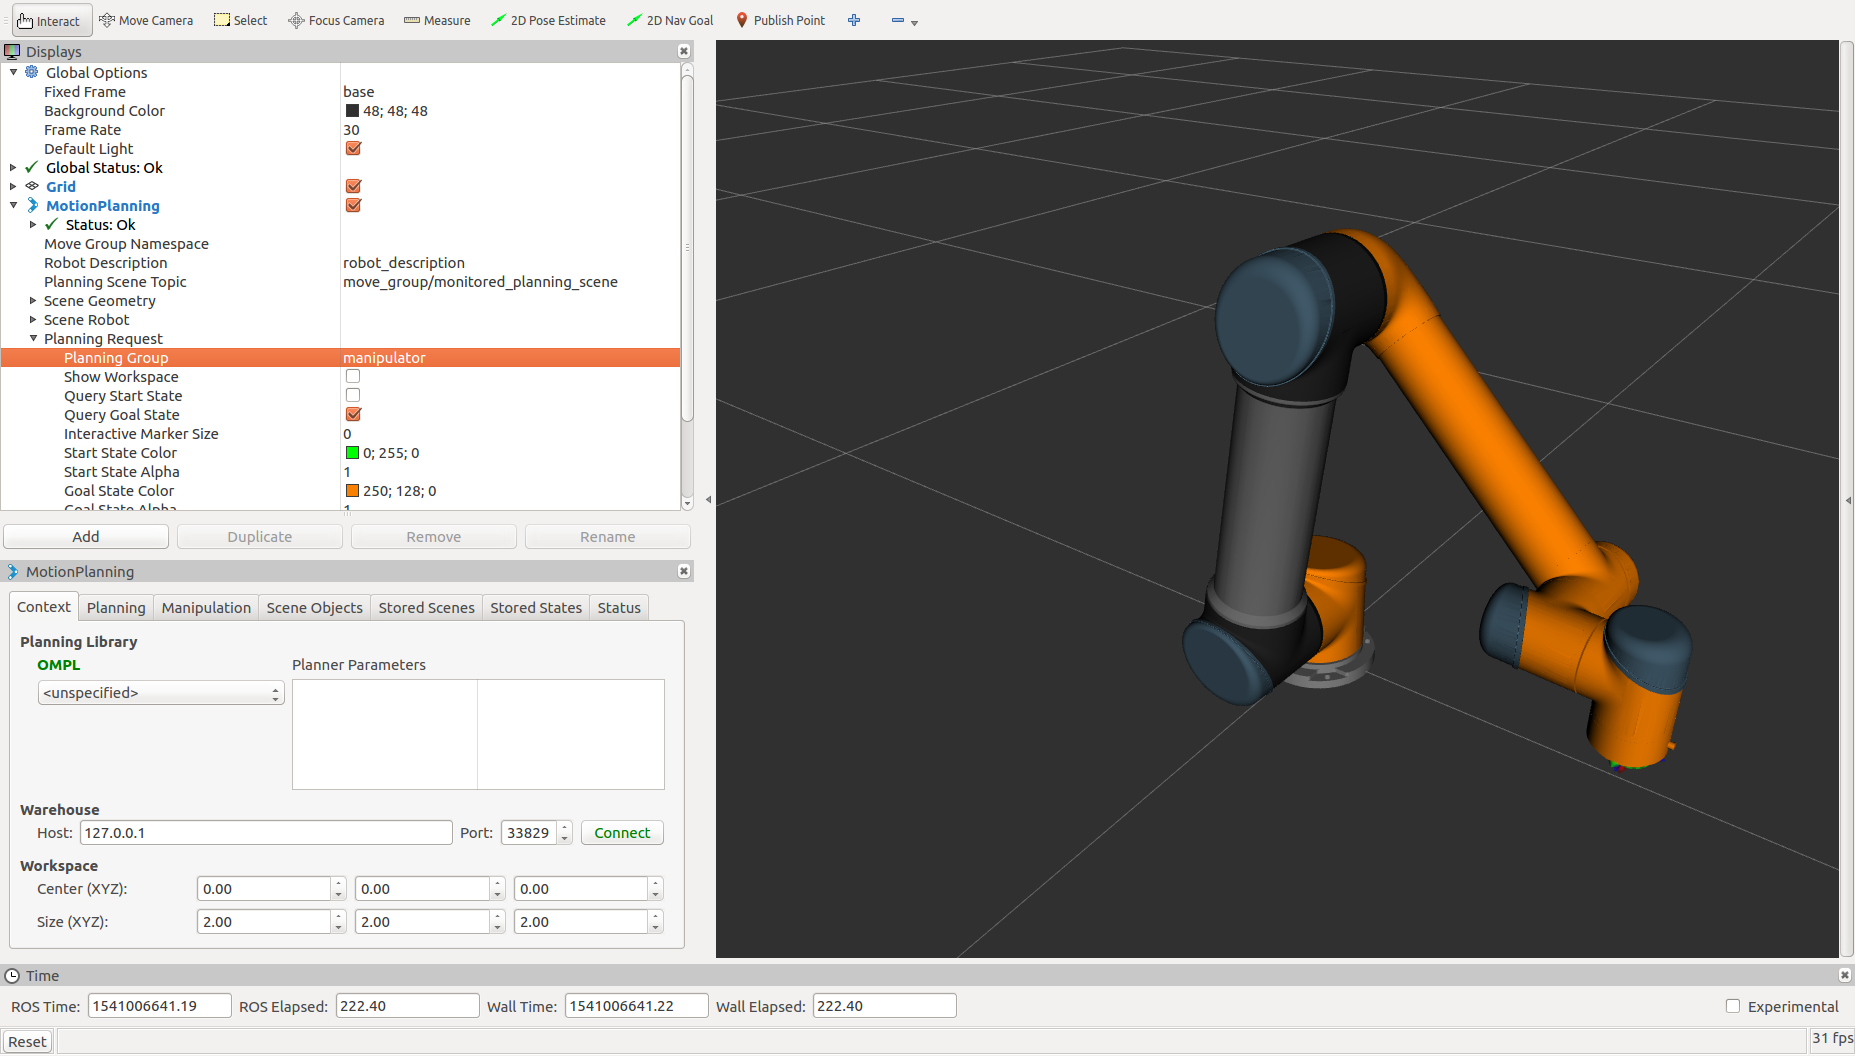 Interact Move Camera Select Focus Camera Measure 2D Pose Estimate 2D Nav Goal Publish Point
Displays
Global Options
Fixed Frame base
Background Color 48; 48; 48
Frame Rate 30
Default Light
Global Status: Ok
Grid
MotionPlanning
Status: Ok
Move Group Namespace
Robot Description robot_description
Planning Scene Topic move_group/monitored_planning_scene
Scene Geometry
Scene Robot
Planning Request
Planning Group manipulator
Show Workspace
Query Start State
Query Goal State
Interactive Marker Size 0
Start State Color 0; 255; 0
Start State Alpha 1
Goal State Color 250; 128; 0
Goal State Alpha 1
Add Duplicate Remove Rename
MotionPlanning
Context Planning Manipulation Scene Objects Stored Scenes Stored States Status
Planning Library
OMPL Planner Parameters
<unspecified>
Warehouse
Host: 127.0.0.1 Port: 33829 Connect
Workspace
Center (XYZ): 0.00 0.00 0.00
Size (XYZ): 2.00 2.00 2.00
Time
ROS Time: 1541006641.19 ROS Elapsed: 222.40 Wall Time: 1541006641.22 Wall Elapsed: 222.40 Experimental
Reset 31 fps